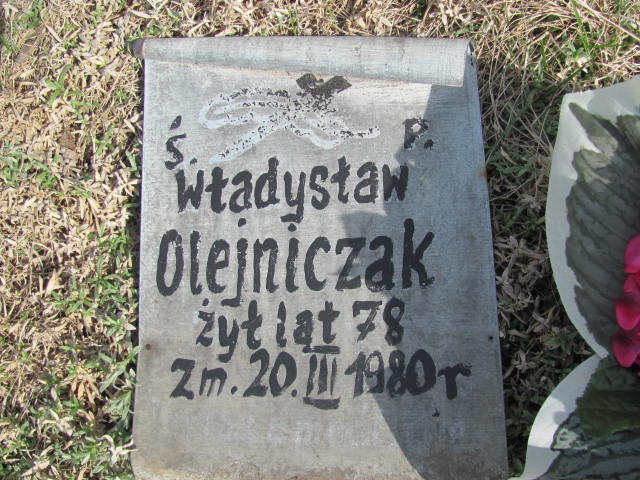 Ś. P.
Władysław
Olejniczak
żył lat 78
Zm. 20. III 1980 r